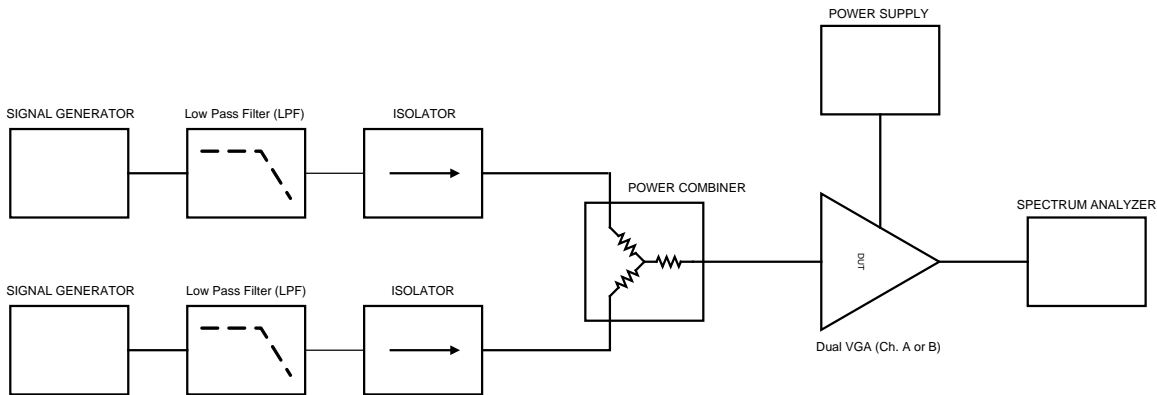 POWER SUPPLY
SIGNAL GENERATOR
Low Pass Filter (LPF)
ISOLATOR
POWER COMBINER
SPECTRUM ANALYZER
DUT
SIGNAL GENERATOR
Low Pass Filter (LPF)
ISOLATOR
Dual VGA (Ch. A or B)